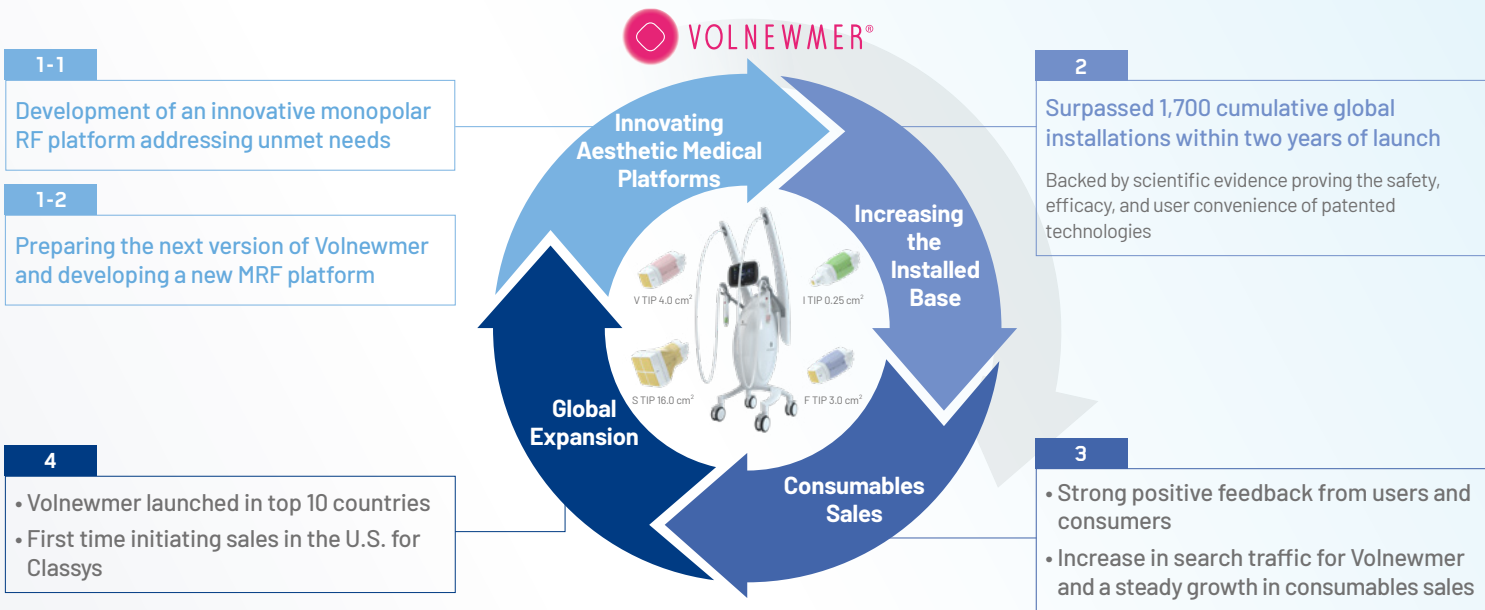 VOLNEWMER®
1-1
Development of an innovative monopolar
RF platform addressing unmet needs
1-2
Preparing the next version of Volnewmer
and developing a new MRF platform
Innovating
Aesthetic Medical
Platforms
Increasing
the
Installed
Base
2
Surpassed 1,700 cumulative global
installations within two years of launch
Backed by scientific evidence proving the safety,
efficacy, and user convenience of patented
technologies
V TIP 4.0 cm²
I TIP 0.25 cm²
S TIP 16.0 cm²
F TIP 3.0 cm²
Global
Expansion
Consumables
Sales
4
• Volnewmer launched in top 10 countries
• First time initiating sales in the U.S. for
Classys
3
• Strong positive feedback from users and
consumers
• Increase in search traffic for Volnewmer
and a steady growth in consumables sales